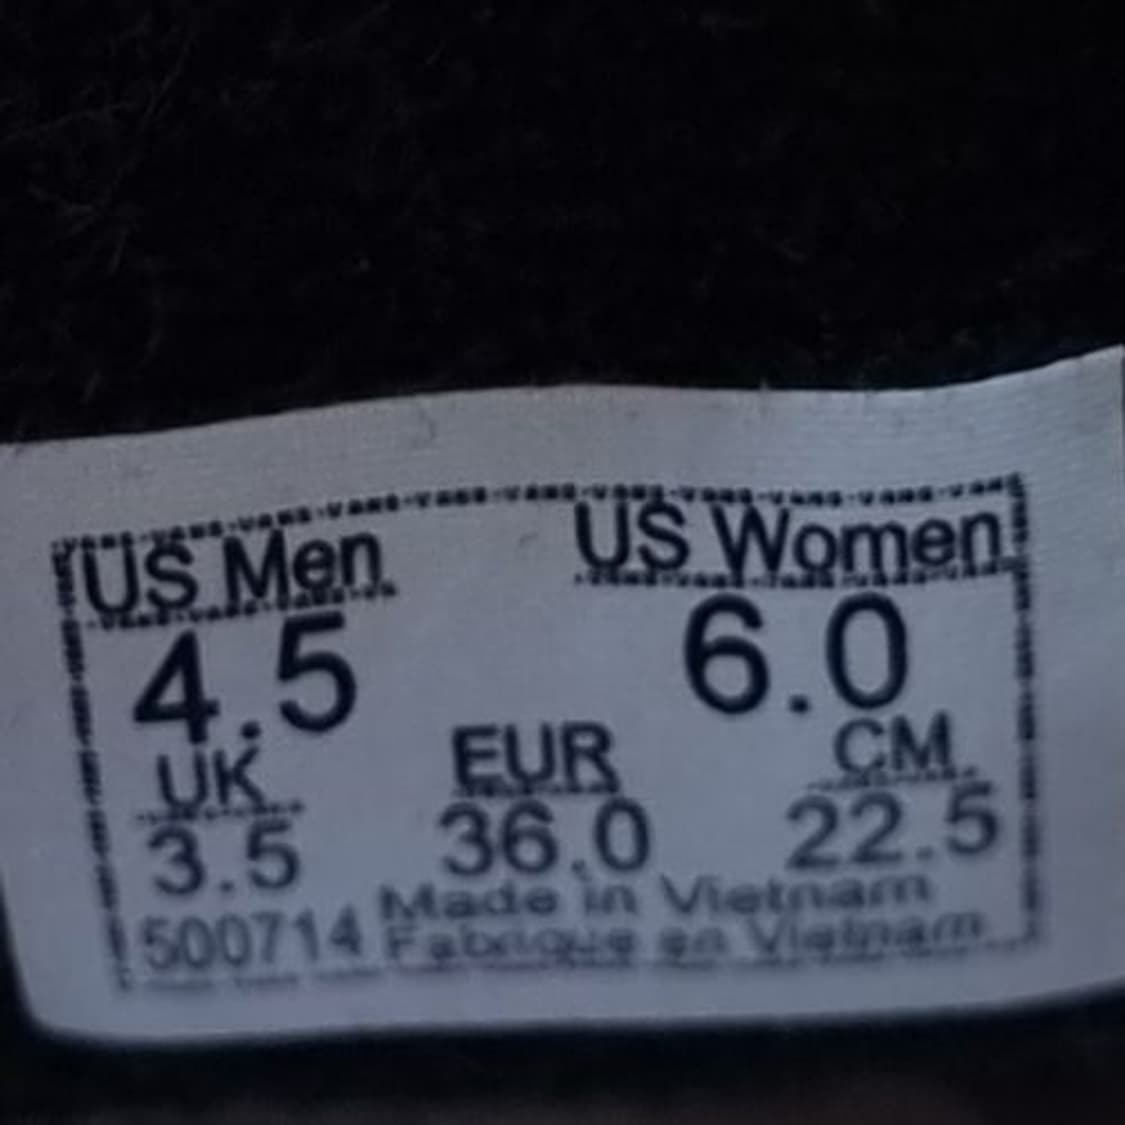 US Men US Women
4.5 6.0
UK EUR CM
3.5 36.0 22.5
500714 Made in Vietnam
Fabrique en Vietnam